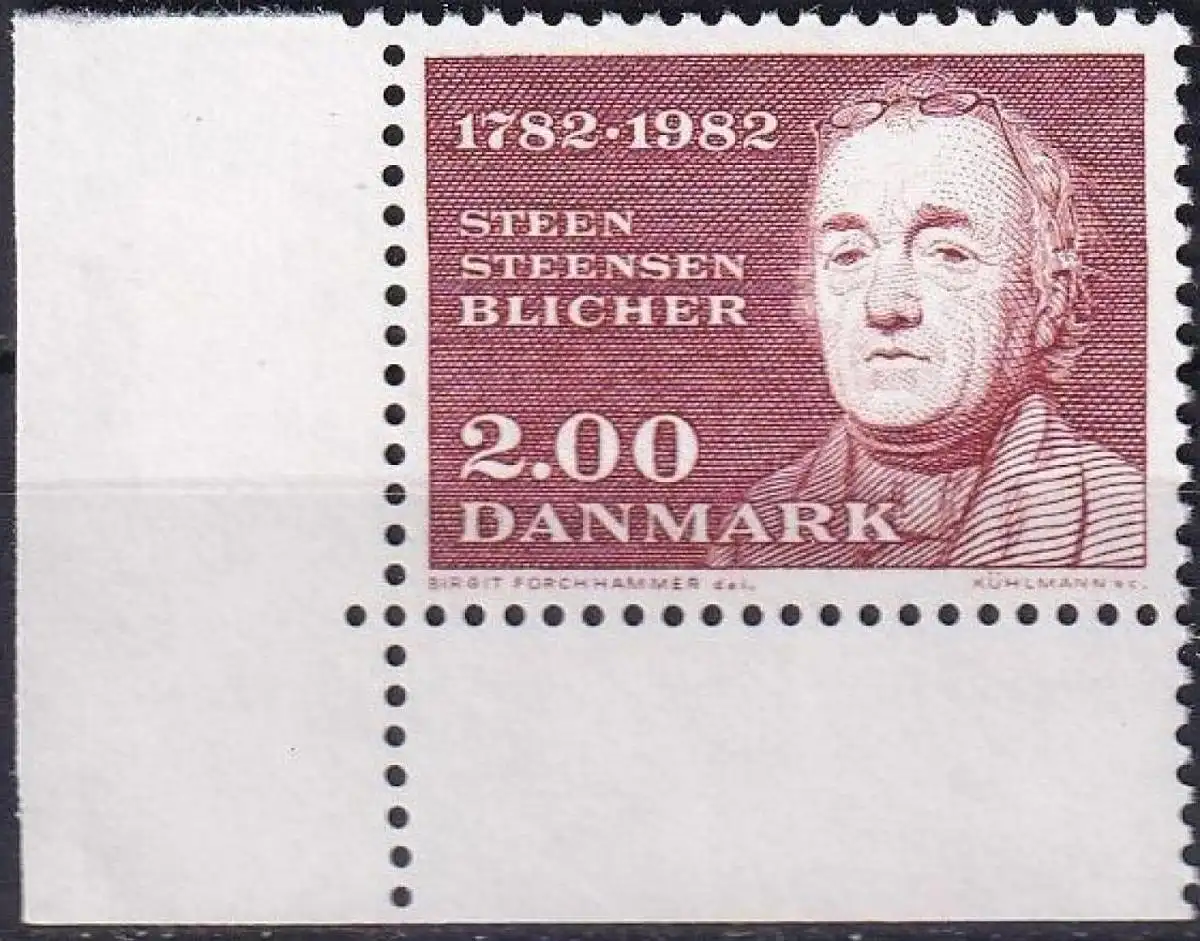 1782·1982
STEEN
STEENSEN
BLICHER
2.00
DANMARK
BIRGIT FORCHHAMMER del.
KÜHLMANN sc.